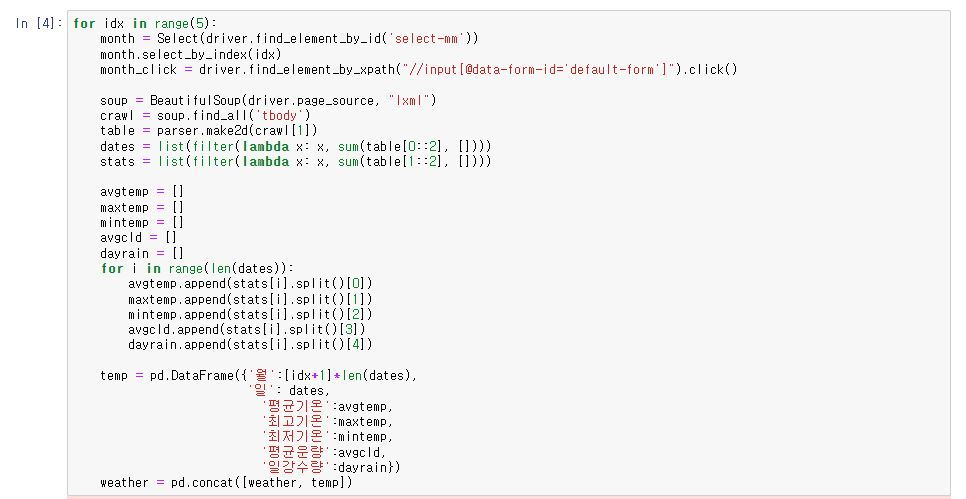 In [4]: for idx in range(5):
    month = Select(driver.find_element_by_id('select-mm'))
    month.select_by_index(idx)
    month_click = driver.find_element_by_xpath("//input[@data-form-id='default-form']").click()

    soup = BeautifulSoup(driver.page_source, "lxml")
    crawl = soup.find_all('tbody')
    table = parser.make2d(crawl[1])
    dates = list(filter(lambda x: x, sum(table[0::2], [])))
    stats = list(filter(lambda x: x, sum(table[1::2], [])))

    avgtemp = []
    maxtemp = []
    mintemp = []
    avgcld = []
    dayrain = []
    for i in range(len(dates)):
        avgtemp.append(stats[i].split()[0])
        maxtemp.append(stats[i].split()[1])
        mintemp.append(stats[i].split()[2])
        avgcld.append(stats[i].split()[3])
        dayrain.append(stats[i].split()[4])

    temp = pd.DataFrame({'월':[idx+1]*len(dates),
                         '일': dates,
                         '평균기온':avgtemp,
                         '최고기온':maxtemp,
                         '최저기온':mintemp,
                         '평균운량':avgcld,
                         '일강수량':dayrain})
    weather = pd.concat([weather, temp])